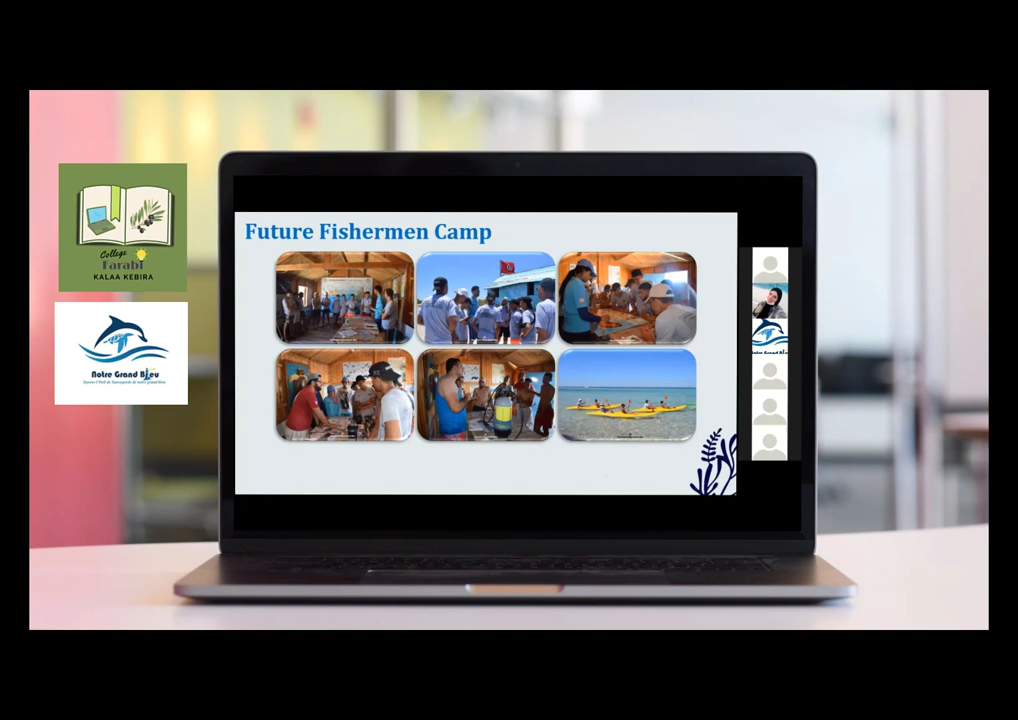 College
Farabi
KALAA KEBIRA
Notre Grand Bleu
Future Fishermen Camp